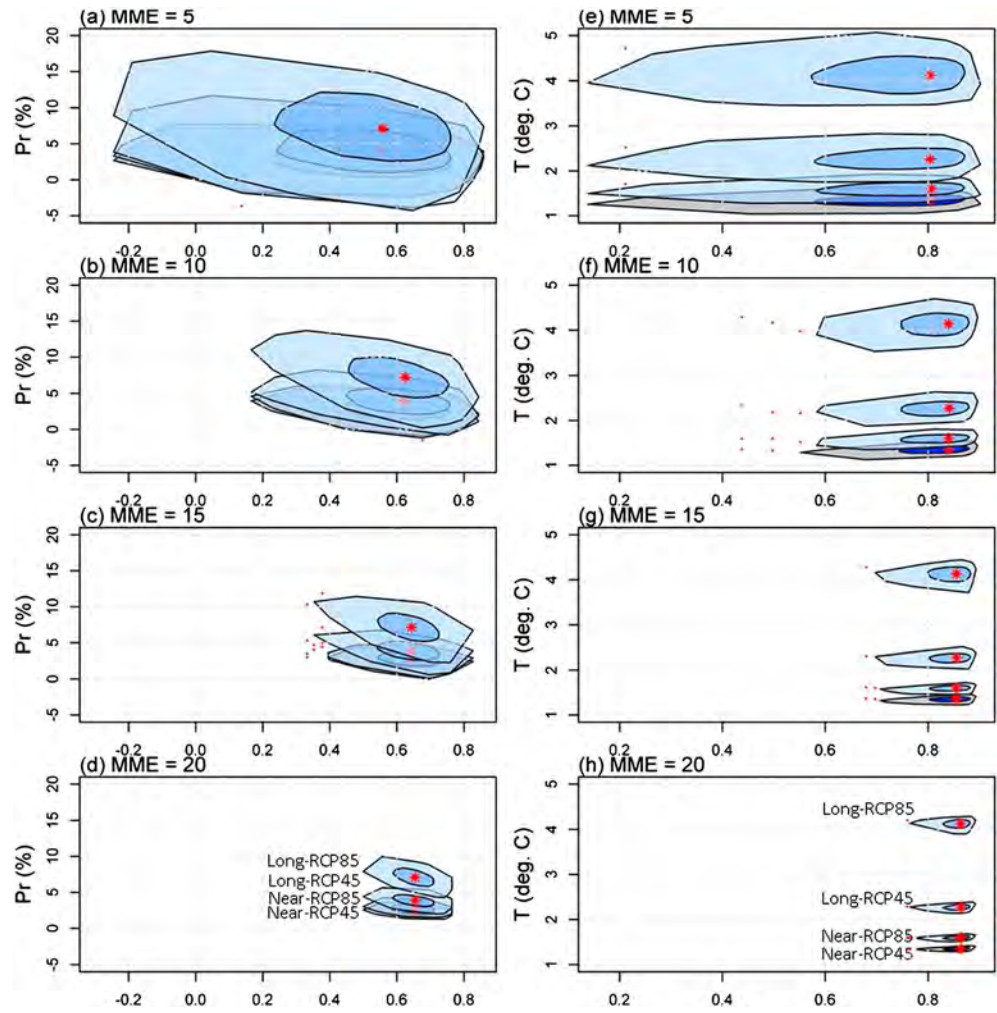 (a) MME = 5
Pr (%)
20
15
10
5
0
-5
-0.2 0.0 0.2 0.4 0.6 0.8
(e) MME = 5
T (deg. C)
5
4
3
2
1
0.2 0.4 0.6 0.8
(b) MME = 10
Pr (%)
20
15
10
5
0
-5
-0.2 0.0 0.2 0.4 0.6 0.8
(f) MME = 10
T (deg. C)
5
4
3
2
1
0.2 0.4 0.6 0.8
(c) MME = 15
Pr (%)
20
15
10
5
0
-5
-0.2 0.0 0.2 0.4 0.6 0.8
(g) MME = 15
T (deg. C)
5
4
3
2
1
0.2 0.4 0.6 0.8
(d) MME = 20
Pr (%)
20
15
10
5
0
-5
Long-RCP85
Long-RCP45
Near-RCP85
Near-RCP45
-0.2 0.0 0.2 0.4 0.6 0.8
(h) MME = 20
T (deg. C)
5
4
3
2
1
Long-RCP85
Long-RCP45
Near-RCP85
Near-RCP45
0.2 0.4 0.6 0.8